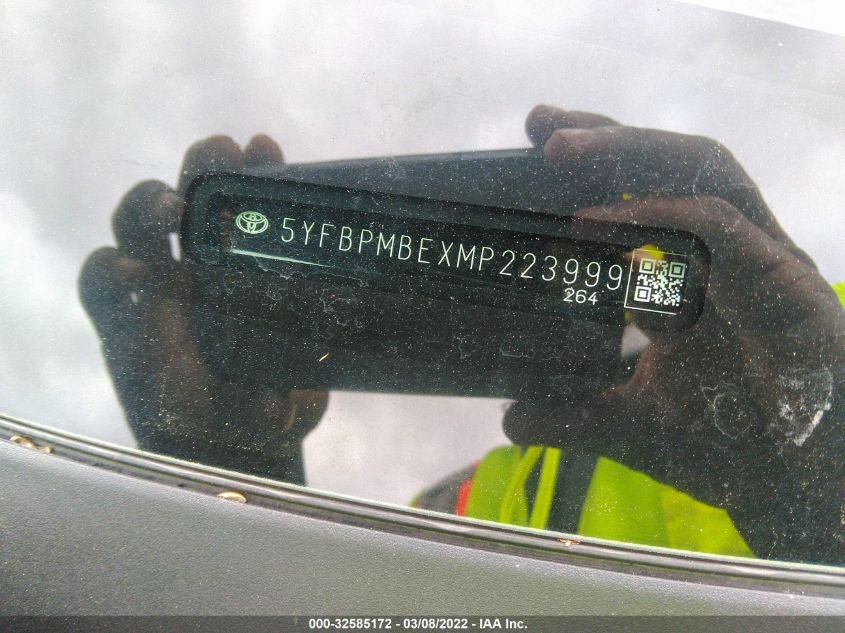 5YFBPMBEXMP223999
264
000-32585172 - 03/08/2022 - IAA Inc.